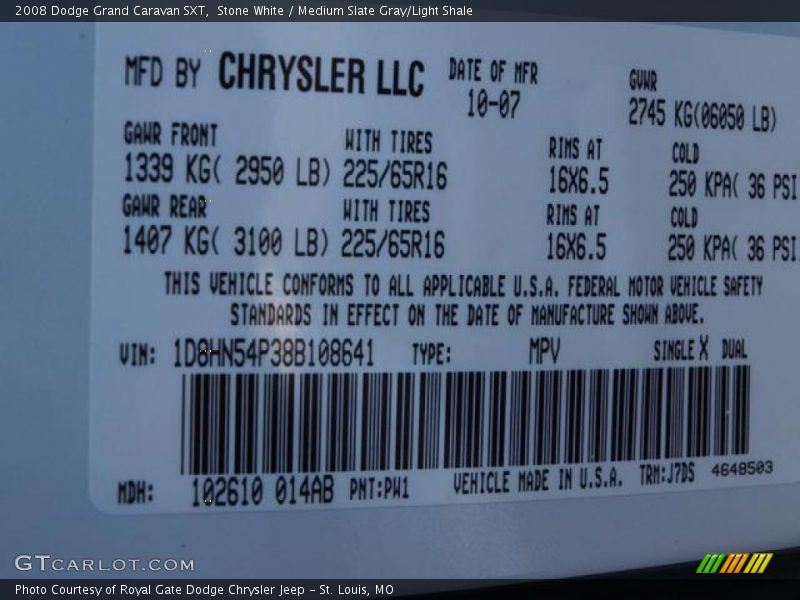 2008 Dodge Grand Caravan SXT,  Stone White / Medium Slate Gray/Light Shale
MFD BY CHRYSLER LLC DATE OF MFR GVWR
10-07 2745 KG(06050 LB)
GAWR FRONT WITH TIRES RIMS AT COLD
1339 KG( 2950 LB) 225/65R16 16X6.5 250 KPA( 36 PSI
GAWR REAR WITH TIRES RIMS AT COLD
1407 KG( 3100 LB) 225/65R16 16X6.5 250 KPA( 36 PSI
THIS VEHICLE CONFORMS TO ALL APPLICABLE U.S.A. FEDERAL MOTOR VEHICLE SAFETY
STANDARDS IN EFFECT ON THE DATE OF MANUFACTURE SHOWN ABOVE.
VIN: 1D8HN54P38B108641 TYPE: MPV SINGLE X DUAL
MDH: 102610 014AB PNT:PW1 VEHICLE MADE IN U.S.A. TRM:J7DS 4648503
GTCARLOT.COM
Photo Courtesy of Royal Gate Dodge Chrysler Jeep – St. Louis, MO